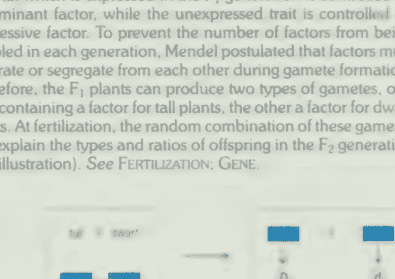 minant factor, while the unexpressed trait is controlled
essive factor. To prevent the number of factors from bei
led in each generation, Mendel postulated that factors m
rate or segregate from each other during gamete formatio
efore, the F₁ plants can produce two types of gametes, o
containing a factor for tall plants, the other a factor for dw
s. At fertilization, the random combination of these game
explain the types and ratios of offspring in the F₂ generati
illustration). See FERTILIZATION; GENE.
tall dwarf
D d